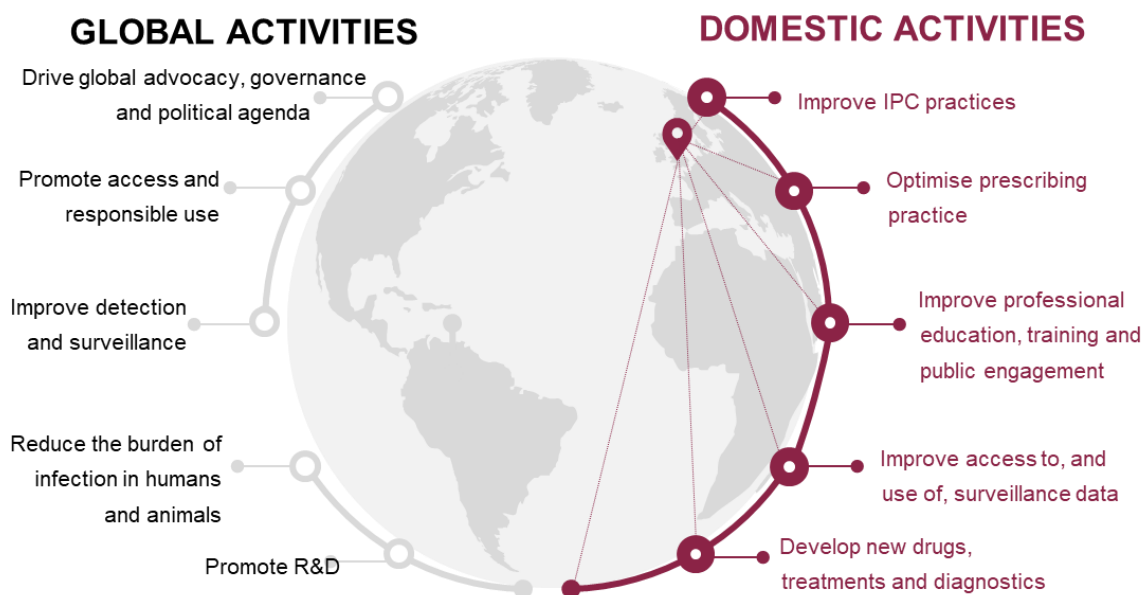 GLOBAL ACTIVITIES
Drive global advocacy, governance
and political agenda
Promote access and
responsible use
Improve detection
and surveillance
Reduce the burden of
infection in humans
and animals
Promote R&D
DOMESTIC ACTIVITIES
Improve IPC practices
Optimise prescribing
practice
Improve professional
education, training and
public engagement
Improve access to, and
use of, surveillance data
Develop new drugs,
treatments and diagnostics